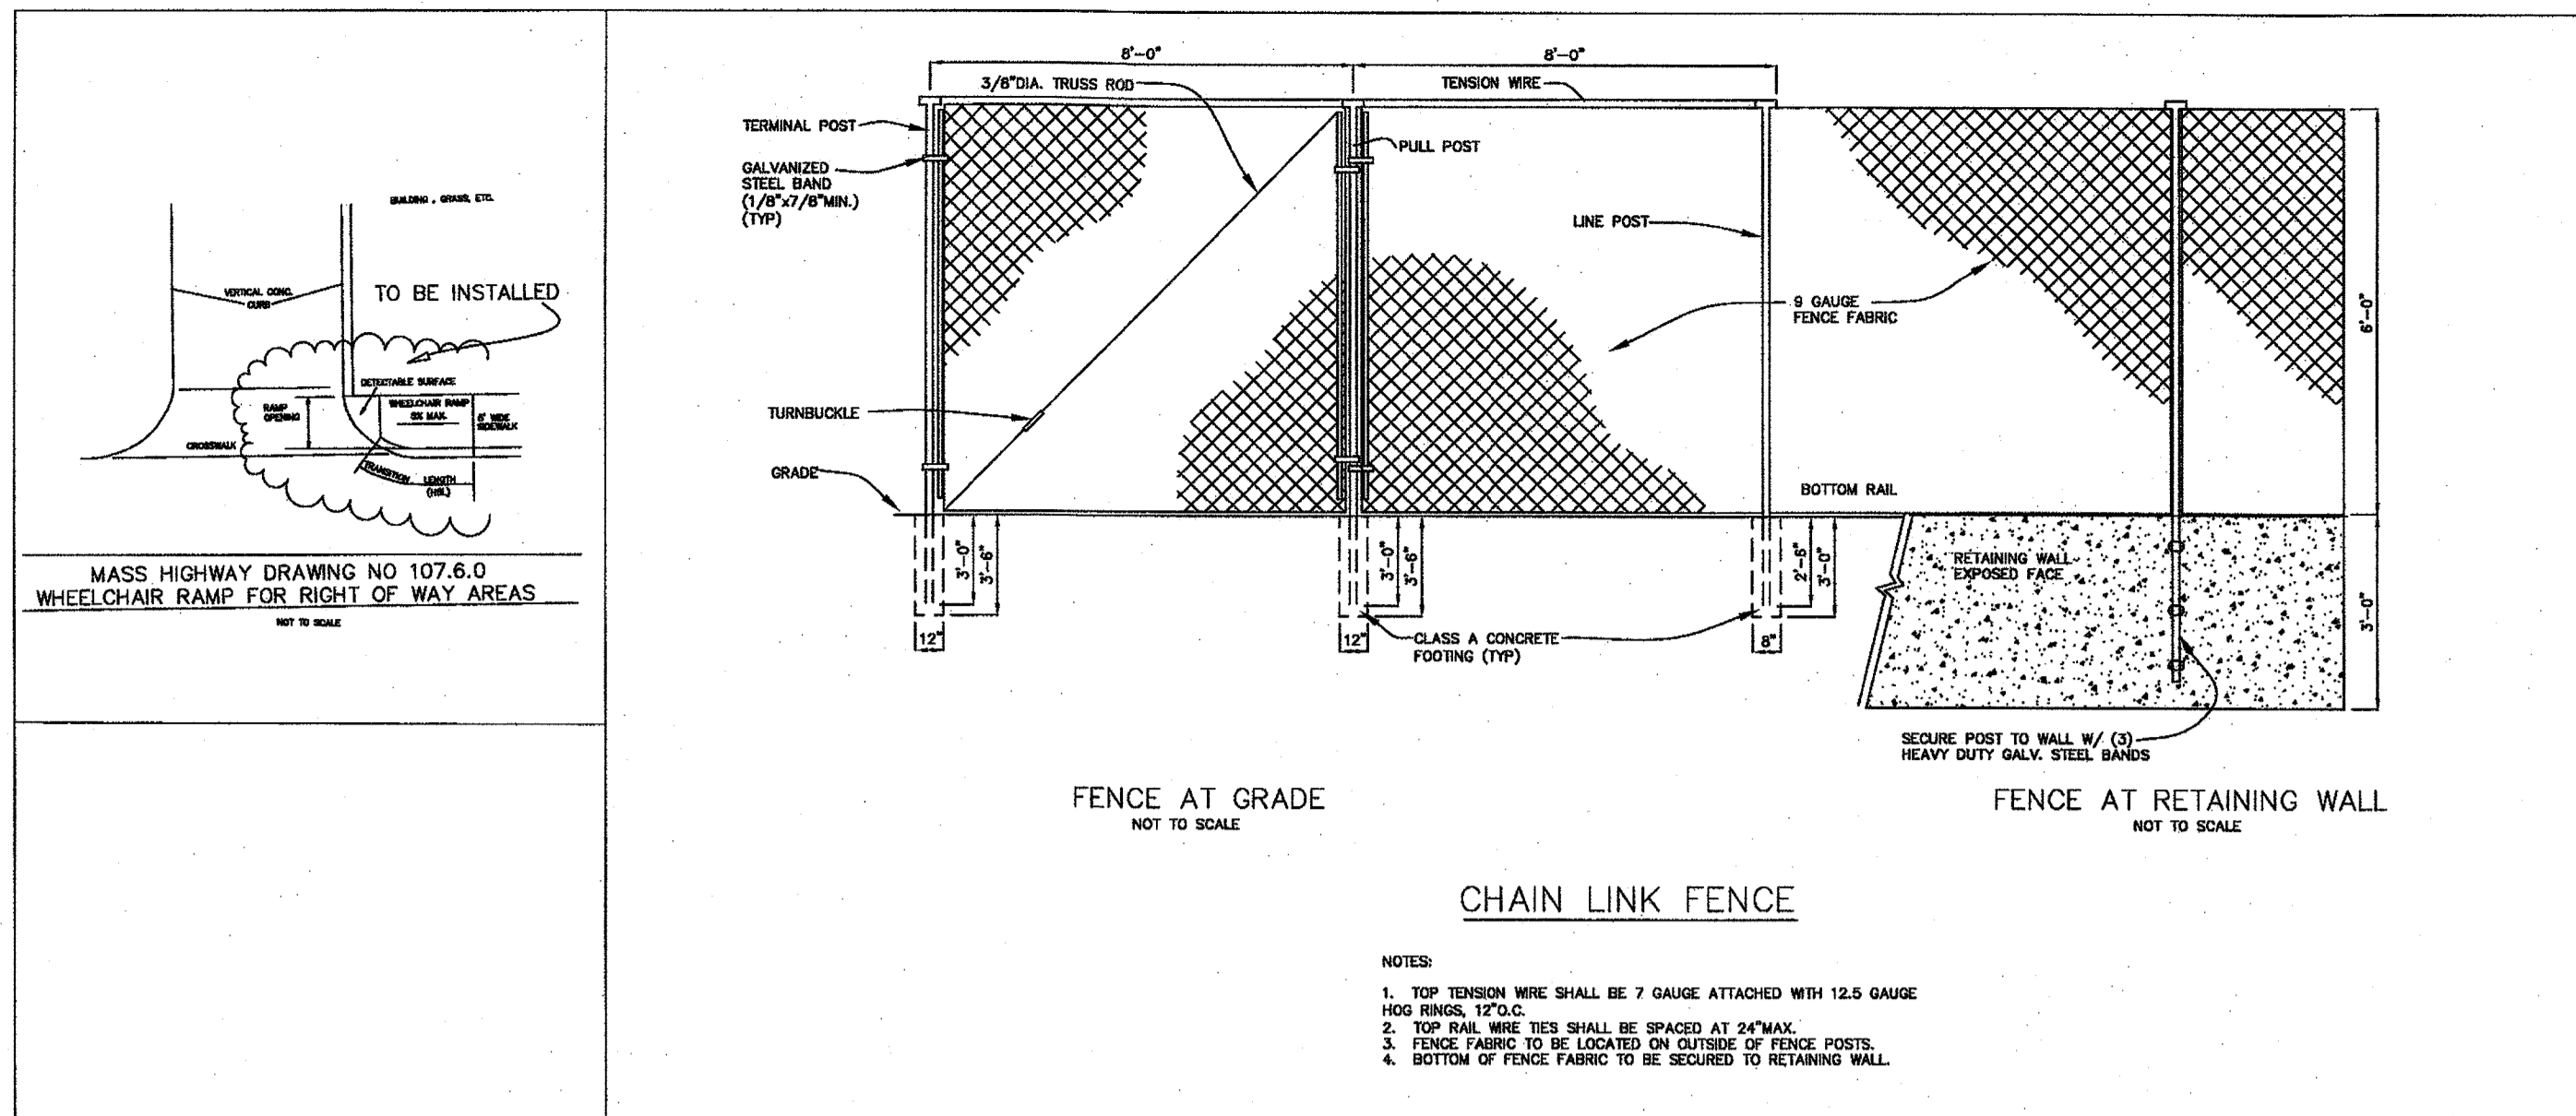 BUILDING , GRASS, ETC.
VERTICAL CONC.
CURB
TO BE INSTALLED
DETECTABLE SURFACE
RAMP
OPENING
WHEELCHAIR RAMP
MAX.
WIDE
SIDEWALK
CROSSWALK
TRANSITION LENGTH
MASS HIGHWAY DRAWING NO 107.6.0
WHEELCHAIR RAMP FOR RIGHT OF WAY AREAS
NOT TO SCALE
8'-0"
8'-0"
3/8"DIA. TRUSS ROD
TENSION WIRE
TERMINAL POST
PULL POST
GALVANIZED
STEEL BAND
(1/8"x7/8"MIN.)
(TYP)
LINE POST
9 GAUGE
FENCE FABRIC
6'-0"
TURNBUCKLE
GRADE
BOTTOM RAIL
3'-0"
3'-6"
3'-0"
3'-6"
2'-6"
3'-0"
RETAINING WALL
EXPOSED FACE
3'-0"
12"
12"
8"
CLASS A CONCRETE
FOOTING (TYP)
SECURE POST TO WALL W/ (3)
HEAVY DUTY GALV. STEEL BANDS
FENCE AT GRADE
NOT TO SCALE
FENCE AT RETAINING WALL
NOT TO SCALE
CHAIN LINK FENCE
NOTES:
1. TOP TENSION WIRE SHALL BE 7 GAUGE ATTACHED WITH 12.5 GAUGE
HOG RINGS, 12"O.C.
2. TOP RAIL WIRE TIES SHALL BE SPACED AT 24"MAX.
3. FENCE FABRIC TO BE LOCATED ON OUTSIDE OF FENCE POSTS.
4. BOTTOM OF FENCE FABRIC TO BE SECURED TO RETAINING WALL.